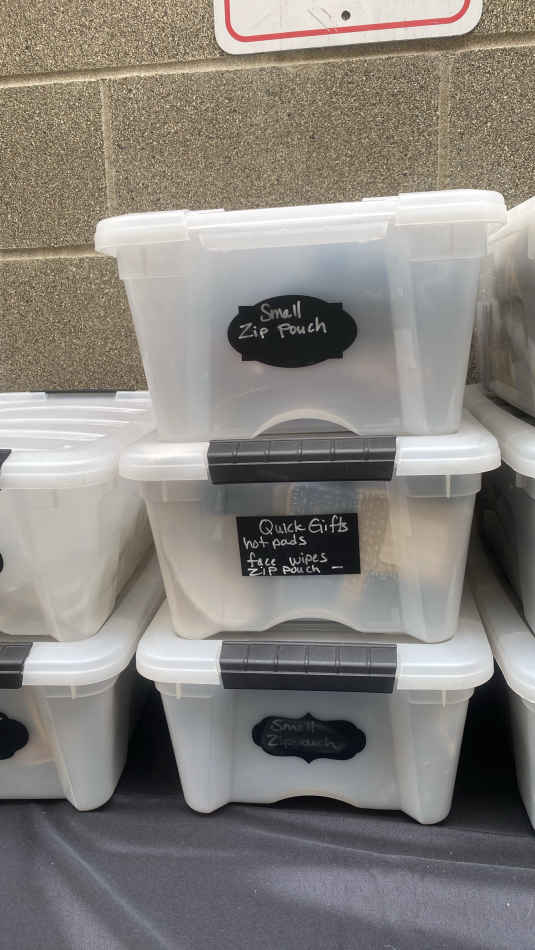 Small
Zip Pouch
Quick Gifts
hot pads
face wipes
ZIP Pouch –
Small
Zip pouch